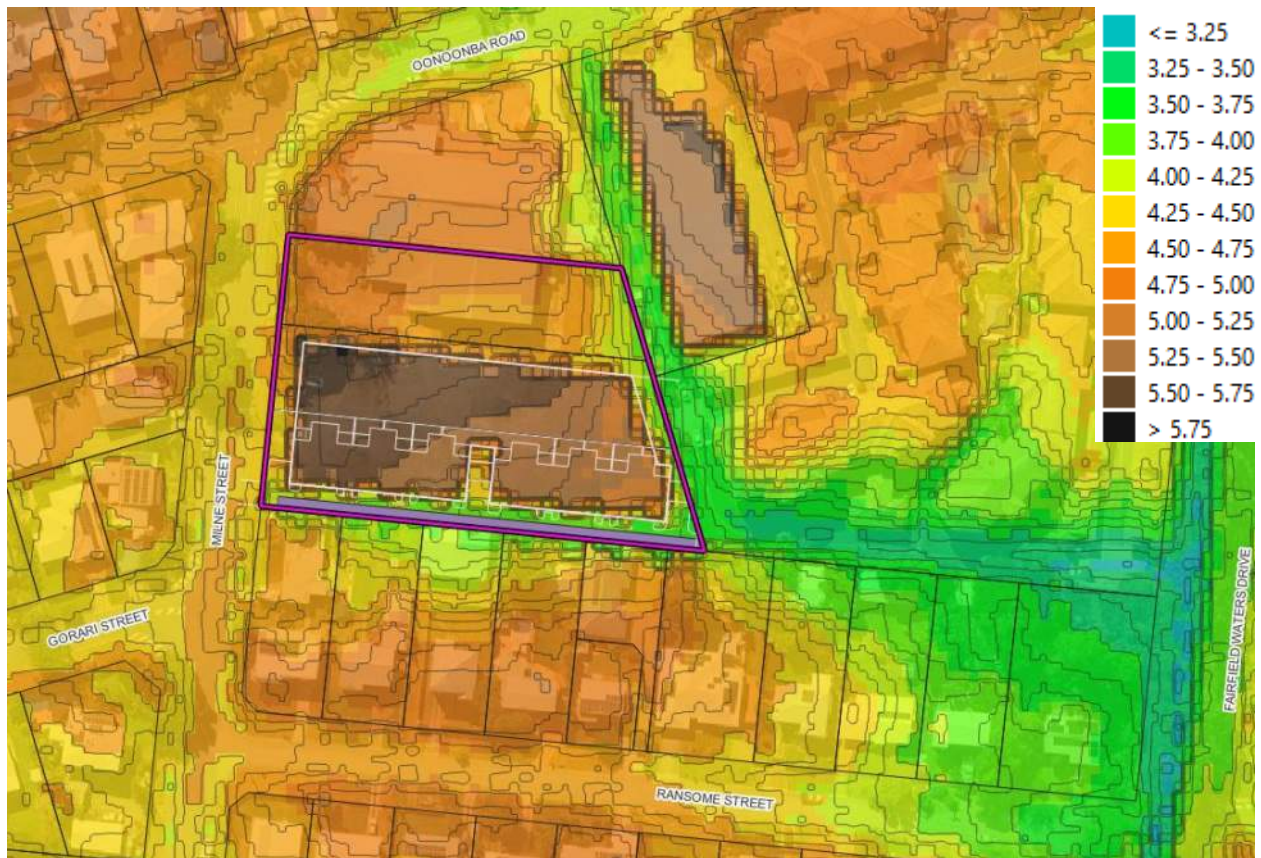 OONOONBA ROAD
<= 3.25
3.25 - 3.50
3.50 - 3.75
3.75 - 4.00
4.00 - 4.25
4.25 - 4.50
4.50 - 4.75
4.75 - 5.00
5.00 - 5.25
5.25 - 5.50
5.50 - 5.75
> 5.75
MILNE STREET
GORARI STREET
FAIRFIELD WATERS DRIVE
RANSOME STREET